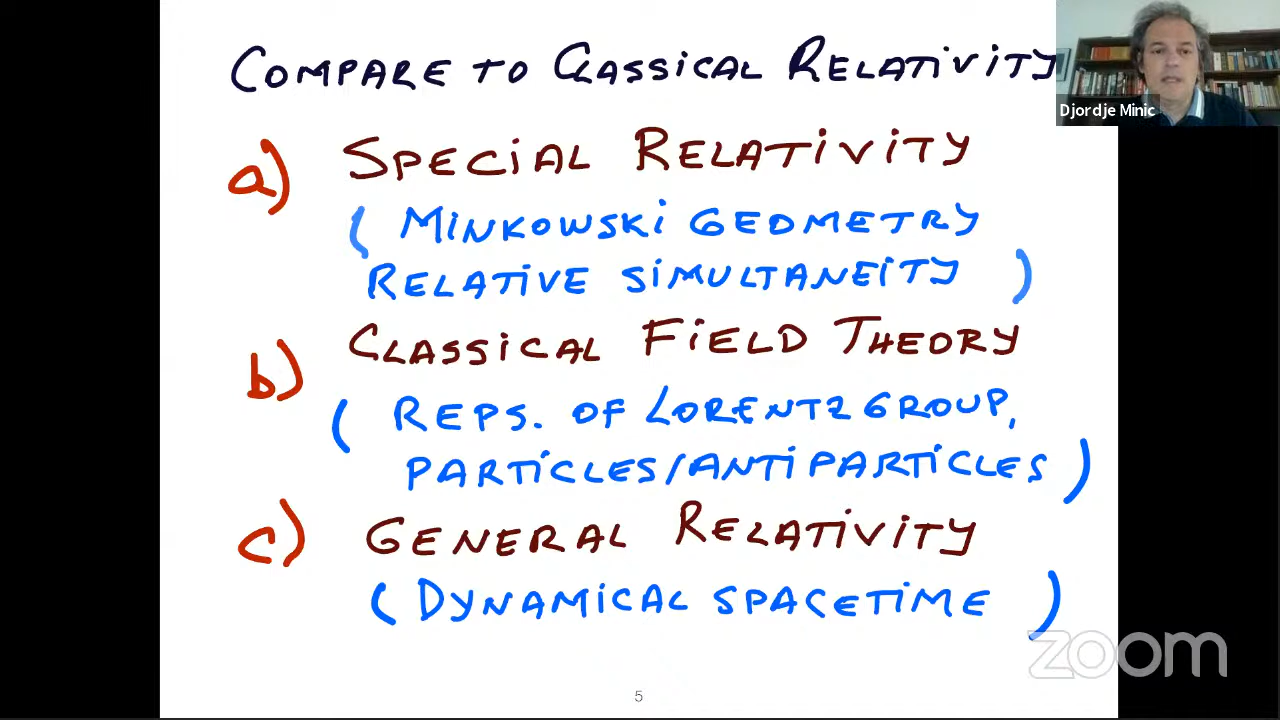 COMPARE TO CLASSICAL RELATIVITY
Djordje Minic
a) SPECIAL RELATIVITY
( MINKOWSKI GEOMETRY
RELATIVE SIMULTANEITY )
b) CLASSICAL FIELD THEORY
( REPS. OF LORENTZ GROUP,
PARTICLES/ANTIPARTICLES )
c) GENERAL RELATIVITY
( DYNAMICAL SPACETIME )
zoom
5